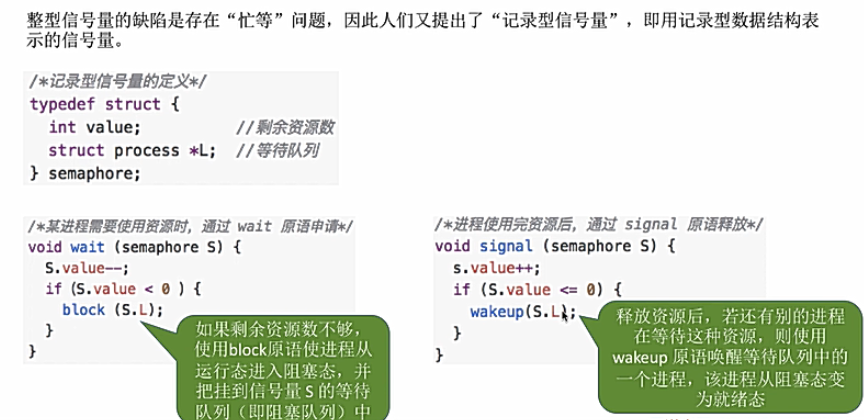 整型信号量的缺陷是存在“忙等”问题，因此人们又提出了“记录型信号量”，即用记录型数据结构表
示的信号量。
/*记录型信号量的定义*/
typedef struct {
int value; //剩余资源数
struct process *L; //等待队列
} semaphore;
/*某进程需要使用资源时，通过 wait 原语申请*/
void wait (semaphore S) {
S.value--;
if (S.value < 0 ) {
block (S.L);
}
}
如果剩余资源数不够，
使用block原语使进程从
运行态进入阻塞态，并
把挂到信号量 S 的等待
队列（即阻塞队列）中
/*进程使用完资源后，通过 signal 原语释放*/
void signal (semaphore S) {
s.value++;
if (S.value <= 0) {
wakeup(S.L);
}
}
释放资源后，若还有别的进程
在等待这种资源，则使用
wakeup 原语唤醒等待队列中的
一个进程，该进程从阻塞态变
为就绪态